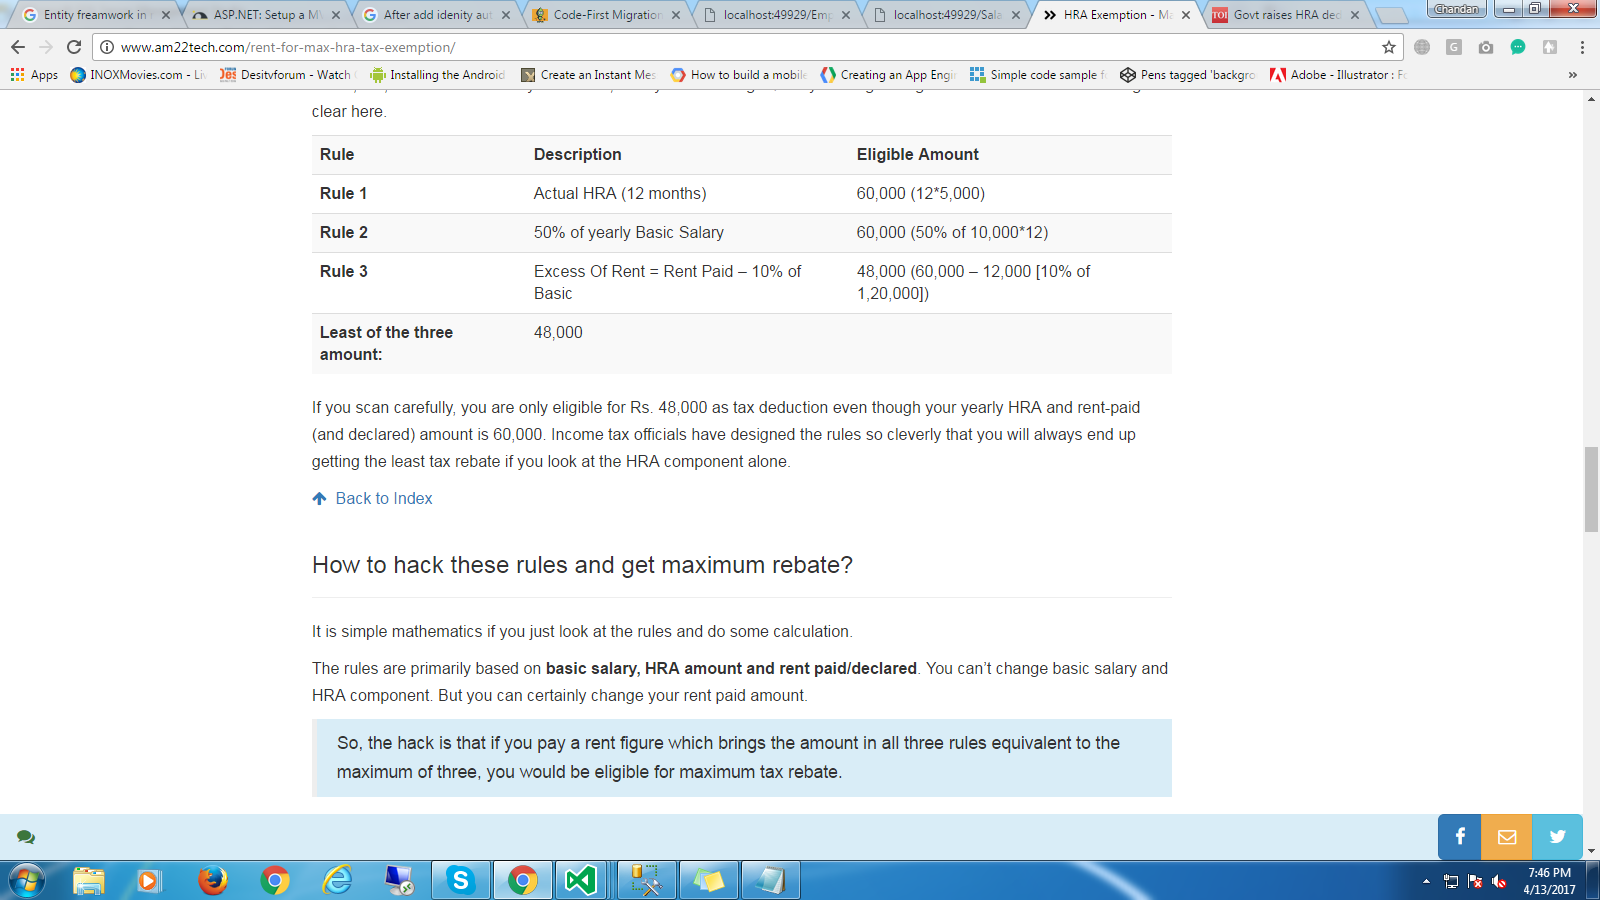 Entity freamwork in
ASP.NET: Setup a M
After add idenity aut
Code-First Migration
localhost:49929/Emp
localhost:49929/Sala
HRA Exemption - Ma
Govt raises HRA ded
Chandan
www.am22tech.com/rent-for-max-hra-tax-exemption/
Apps
INOXMovies.com - Liv
Desitvforum - Watch
Installing the Android
Create an Instant Mes
How to build a mobile
Creating an App Engi
Simple code sample f
Pens tagged 'backgro
Adobe - Illustrator : Fo
clear here.
Rule Description Eligible Amount
Rule 1 Actual HRA (12 months) 60,000 (12*5,000)
Rule 2 50% of yearly Basic Salary 60,000 (50% of 10,000*12)
Rule 3 Excess Of Rent = Rent Paid – 10% of 48,000 (60,000 – 12,000 [10% of
Basic 1,20,000])
Least of the three 48,000
amount:
If you scan carefully, you are only eligible for Rs. 48,000 as tax deduction even though your yearly HRA and rent-paid
(and declared) amount is 60,000. Income tax officials have designed the rules so cleverly that you will always end up
getting the least tax rebate if you look at the HRA component alone.
Back to Index
How to hack these rules and get maximum rebate?
It is simple mathematics if you just look at the rules and do some calculation.
The rules are primarily based on basic salary, HRA amount and rent paid/declared. You can't change basic salary and
HRA component. But you can certainly change your rent paid amount.
So, the hack is that if you pay a rent figure which brings the amount in all three rules equivalent to the
maximum of three, you would be eligible for maximum tax rebate.
7:46 PM
4/13/2017